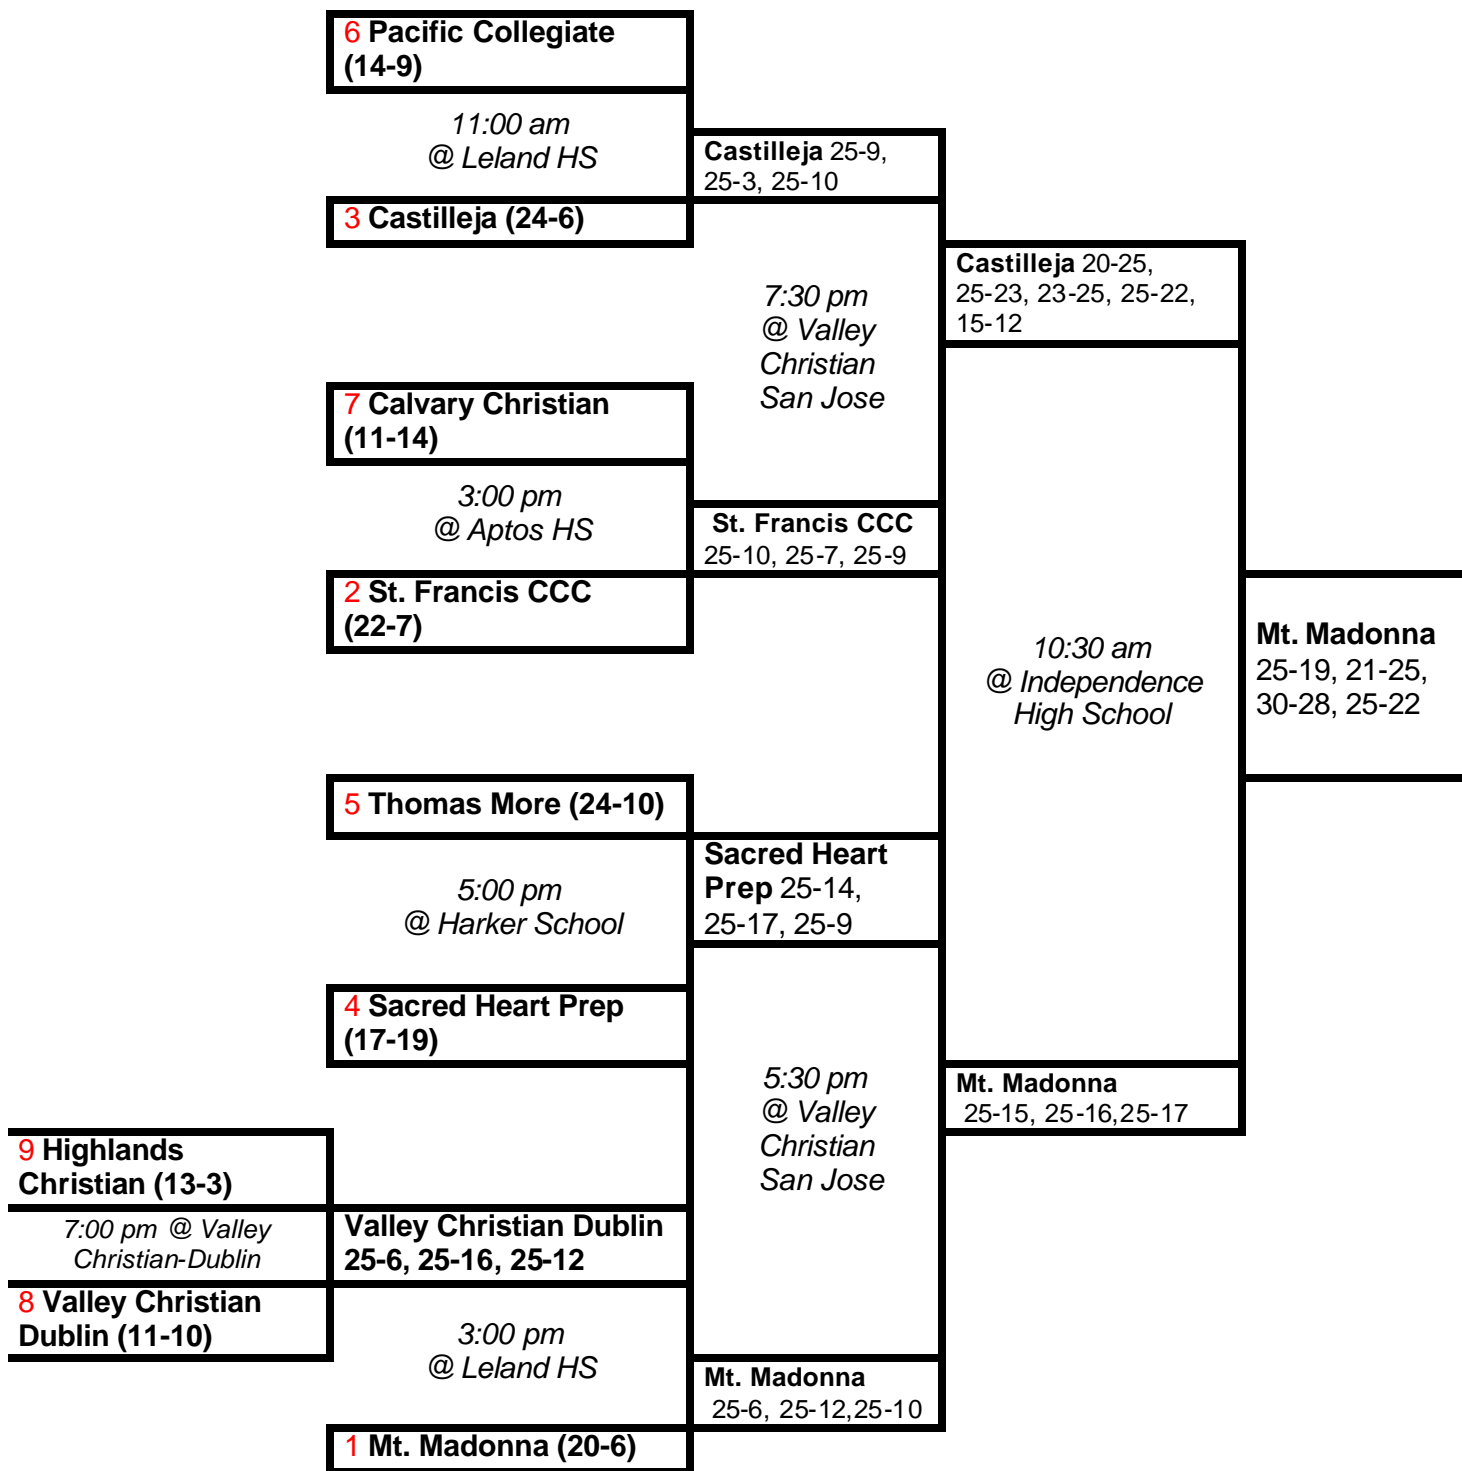 6 Pacific Collegiate
(14-9)
11:00 am
@ Leland HS
3 Castilleja (24-6)
Castilleja 25-9,
25-3, 25-10
7:30 pm
@ Valley
Christian
San Jose
Castilleja 20-25,
25-23, 23-25, 25-22,
15-12
7 Calvary Christian
(11-14)
3:00 pm
@ Aptos HS
2 St. Francis CCC
(22-7)
St. Francis CCC
25-10, 25-7, 25-9
10:30 am
@ Independence
High School
Mt. Madonna
25-19, 21-25,
30-28, 25-22
5 Thomas More (24-10)
5:00 pm
@ Harker School
4 Sacred Heart Prep
(17-19)
Sacred Heart
Prep 25-14,
25-17, 25-9
5:30 pm
@ Valley
Christian
San Jose
Mt. Madonna
25-15, 25-16,25-17
9 Highlands
Christian (13-3)
7:00 pm @ Valley
Christian-Dublin
8 Valley Christian
Dublin (11-10)
Valley Christian Dublin
25-6, 25-16, 25-12
3:00 pm
@ Leland HS
1 Mt. Madonna (20-6)
Mt. Madonna
25-6, 25-12,25-10